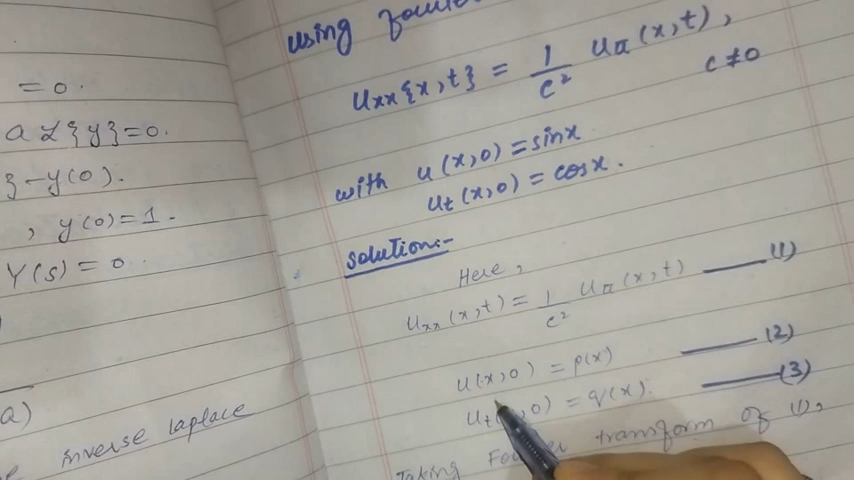 = 0.
a L{y} = 0.
} - y(0).
, y(0) = 1.
Y(s) = 0.
a)
inverse laplace
using
uxx{x,t} = 1/c² utt(x,t), c ≠ 0
with u(x,0) = sinx
ut(x,0) = cosx.
solution:-
Here,
uxx(x,t) = 1/c² utt(x,t) —— (1)
u(x,0) = p(x) —— (2)
ut( ,0) = q(x). —— (3)
Taking Fou transform of (1),